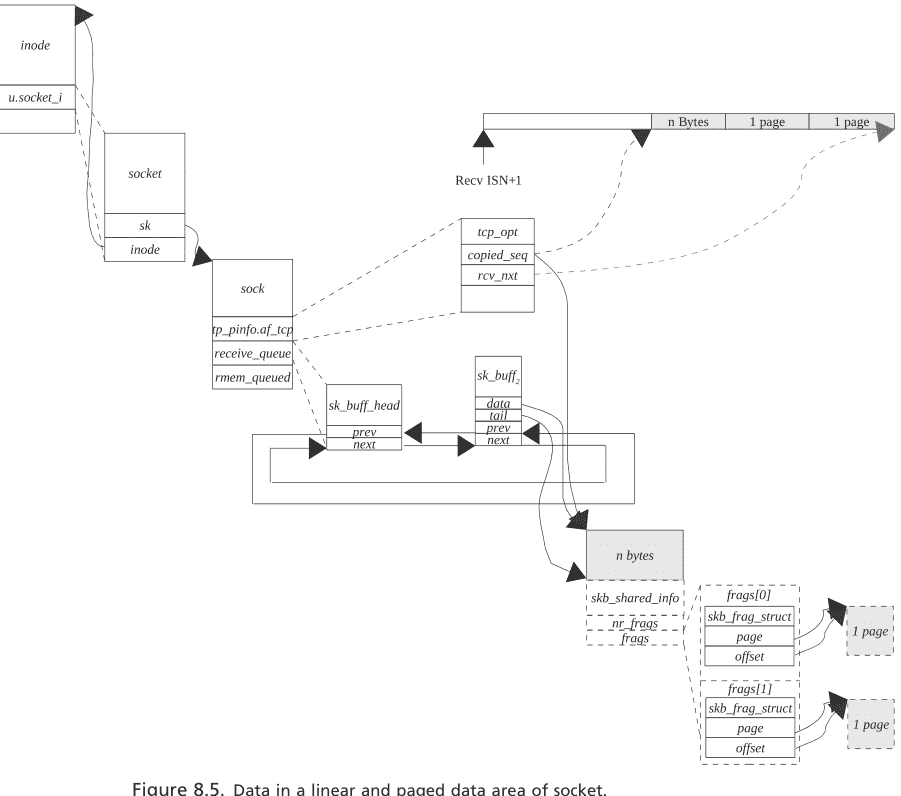 inode
u.socket_i
socket
sk
inode
n Bytes 1 page 1 page
Recv ISN+1
tcp_opt
copied_seq
rcv_nxt
sock
tp_pinfo.af_tcp
receive_queue
rmem_queued
sk_buff_head
prev
next
sk_buff2
data
tail
prev
next
n bytes
skb_shared_info
nr_frags
frags
frags[0]
skb_frag_struct
page
offset
1 page
frags[1]
skb_frag_struct
page
offset
1 page
Figure 8.5. Data in a linear and paged data area of socket.